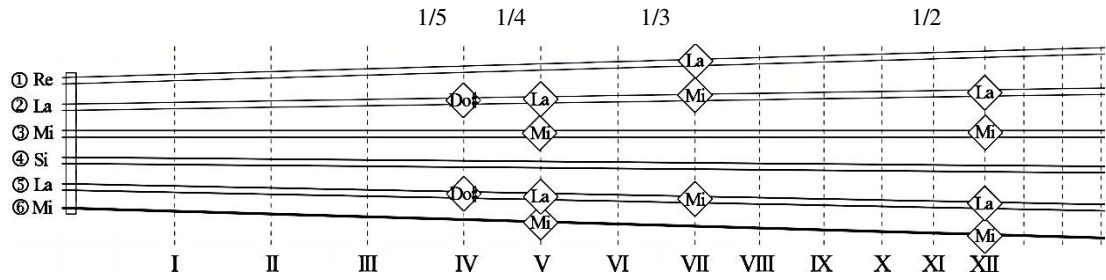 1/5 1/4 1/3 1/2
La
① Re
Do♯ La Mi La
② La
③ Mi Mi Mi
④ Si
⑤ La Do♯ La Mi La
⑥ Mi Mi Mi
I II III IV V VI VII VIII IX X XI XII